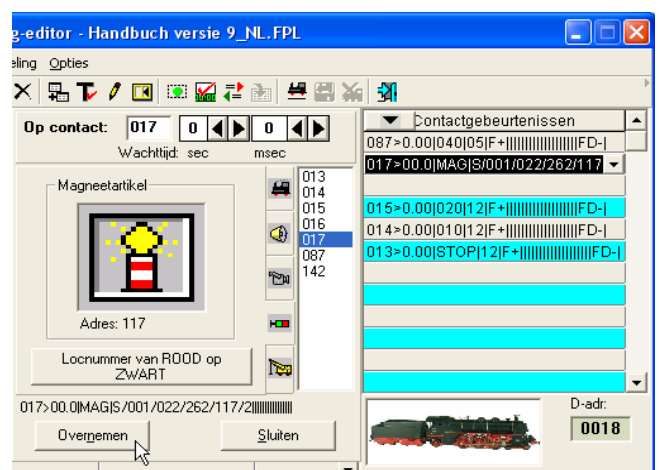 g-editor - Handbuch versie 9_NL.FPL
eling Opties
Op contact: 017 0 0
Wachttijd: sec msec
Magneetartikel
Adres: 117
Locnummer van ROOD op
ZWART
013
014
015
016
017
087
142
017>00.0|MAG|S/001/022/262/117/2||||||||||||
Overnemen Sluiten
Contactgebeurtenissen
087>0.00|040|05|F+||||||||||||||||||FD-|
017>00.0|MAG|S/001/022/262/117
015>0.00|020|12|F+||||||||||||||||||FD-|
014>0.00|010|12|F+||||||||||||||||||FD-|
013>0.00|STOP|12|F+||||||||||||||||||FD-|
D-adr:
0018